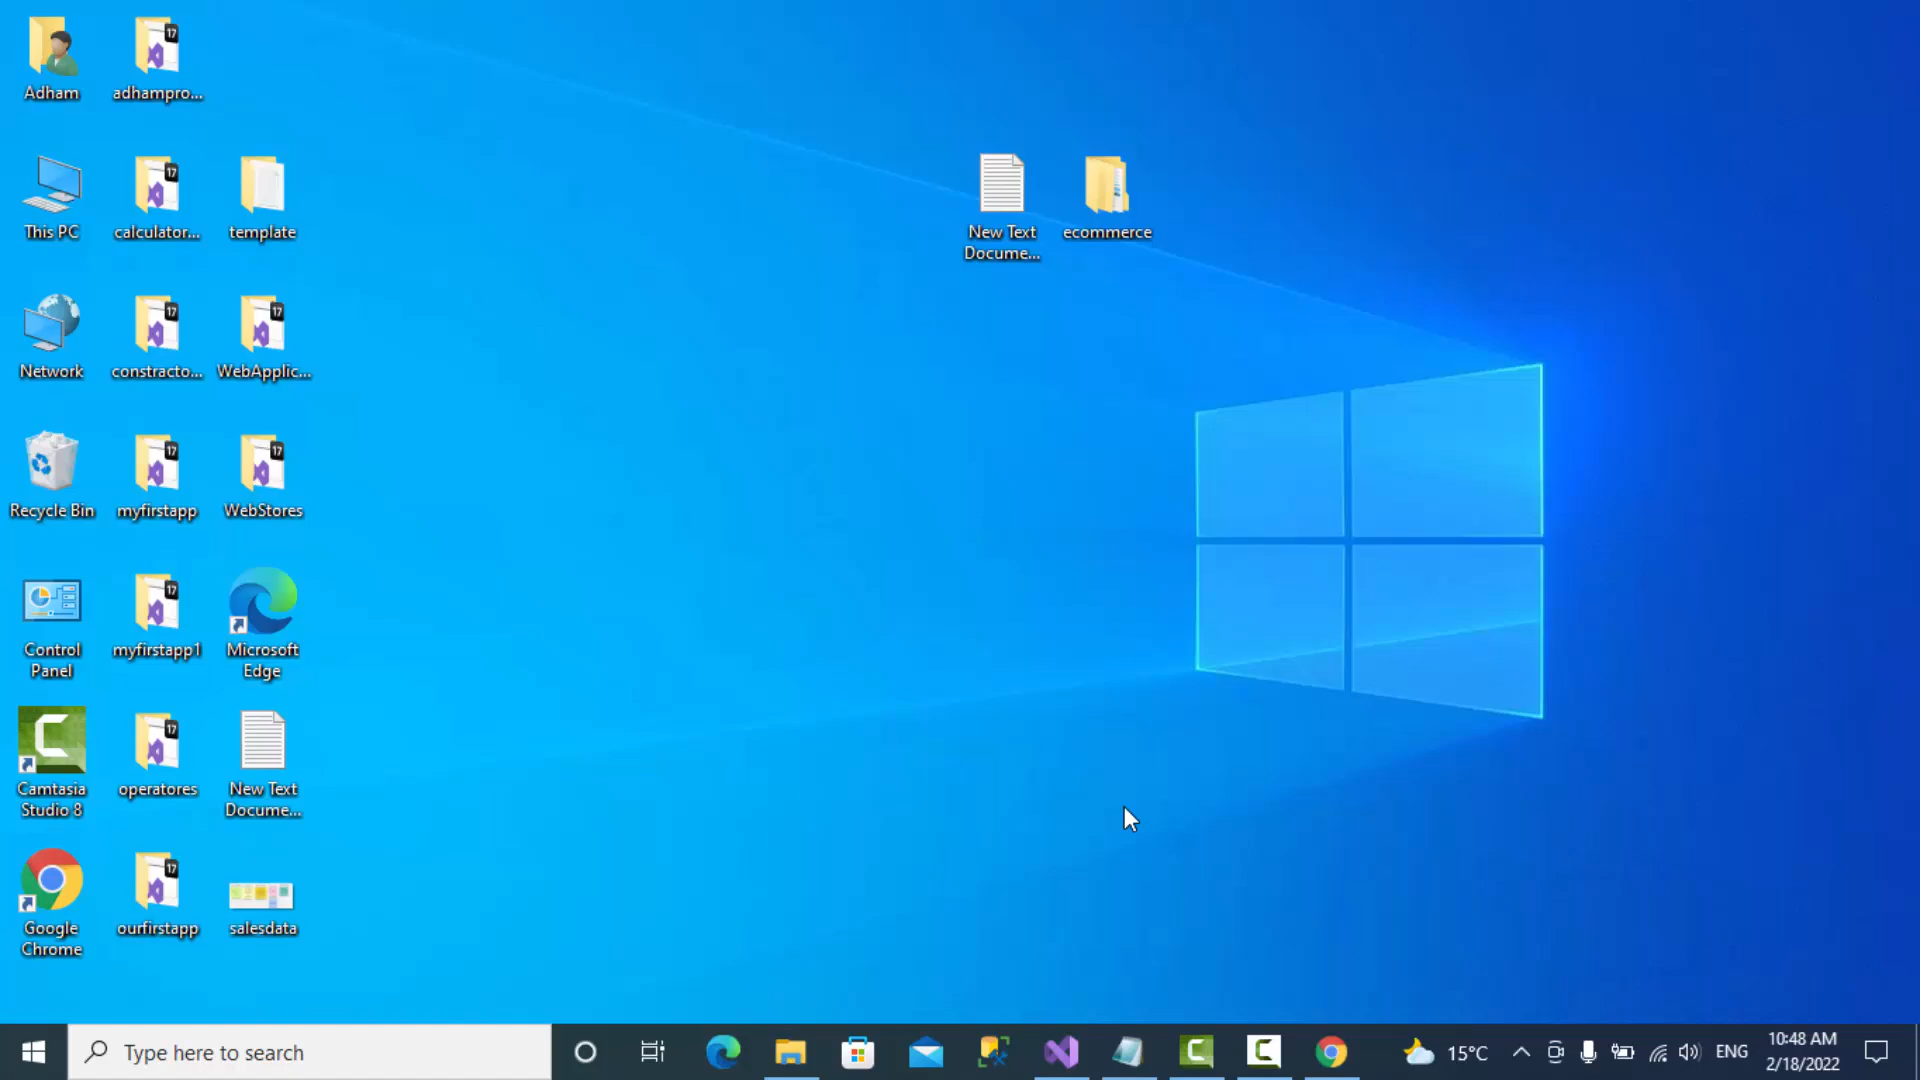 Adham
adhampro...
This PC
calculator...
template
New Text
Docume...
ecommerce
Network
constracto...
WebApplic...
Recycle Bin
myfirstapp
WebStores
Control
Panel
myfirstapp1
Microsoft
Edge
Camtasia
Studio 8
operatores
New Text
Docume...
Google
Chrome
ourfirstapp
salesdata
Type here to search
15°C
ENG
10:48 AM
2/18/2022